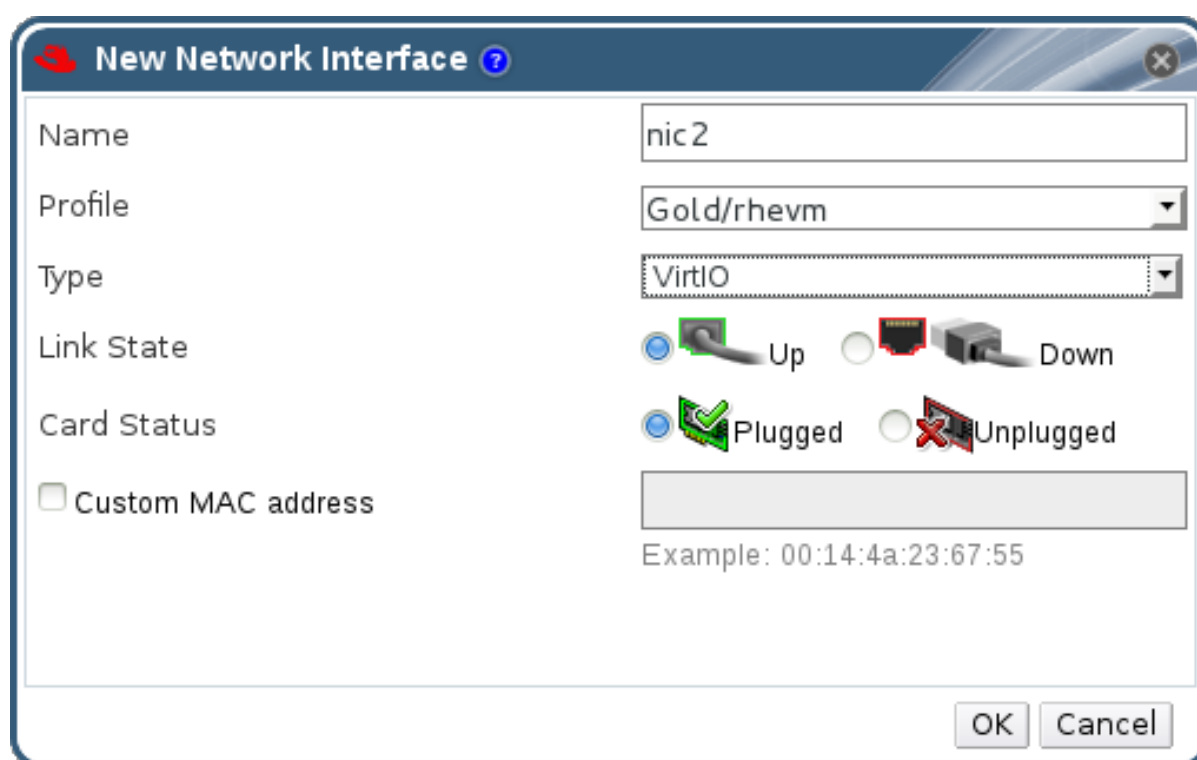 New Network Interface ?
Name nic2
Profile Gold/rhevm
Type VirtIO
Link State Up Down
Card Status Plugged Unplugged
Custom MAC address
Example: 00:14:4a:23:67:55
OK Cancel